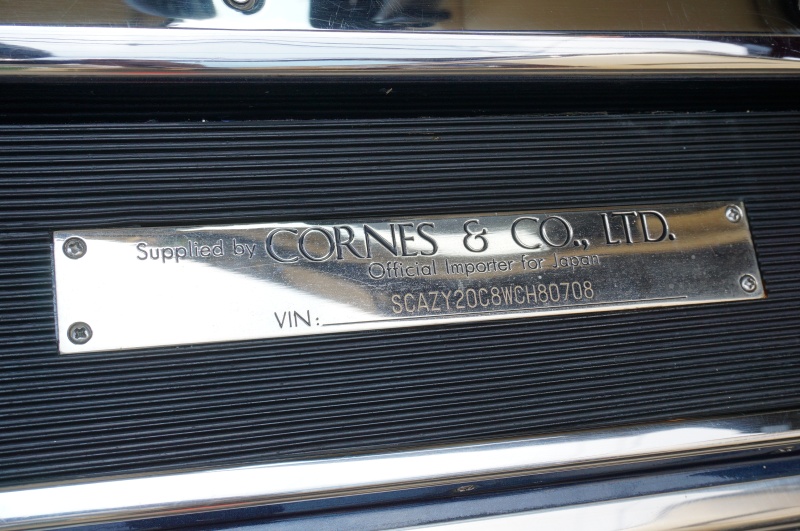 Supplied by CORNES & CO., LTD.
Official Importer for Japan
VIN: SCAZY20C8WCH80708